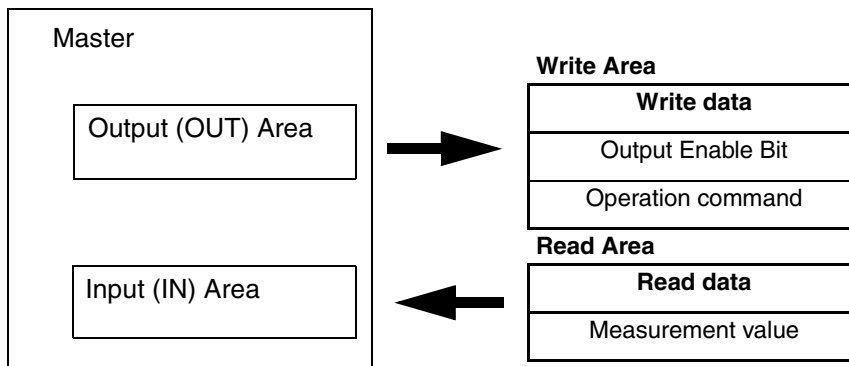 Master
Output (OUT) Area
Input (IN) Area
Write Area
Write data
Output Enable Bit
Operation command
Read Area
Read data
Measurement value